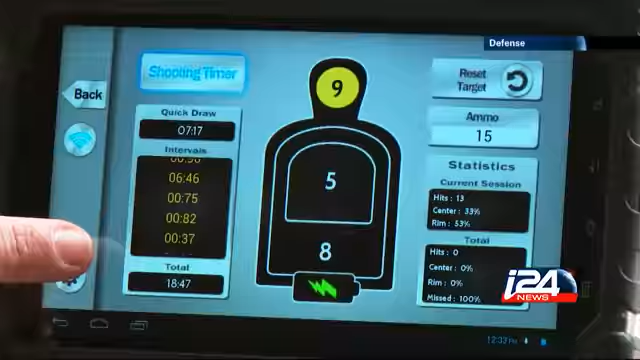 Defense
Shooting Timer
Back
Quick Draw
07:17
Intervals
06:46
00:75
00:82
00:37
Total
18:47
9
5
8
Reset
Target
Ammo
15
Statistics
Current Session
Hits : 13
Center : 33%
Rim : 53%
Total
Hits : 0
Center : 0%
Rim : 0%
Missed : 100%
i24
NEWS